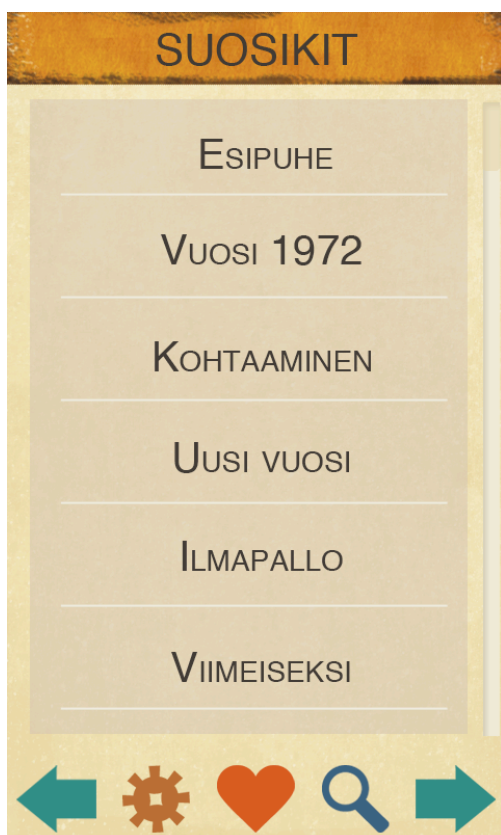 SUOSIKIT
Esipuhe
Vuosi 1972
Kohtaaminen
Uusi vuosi
Ilmapallo
Viimeiseksi